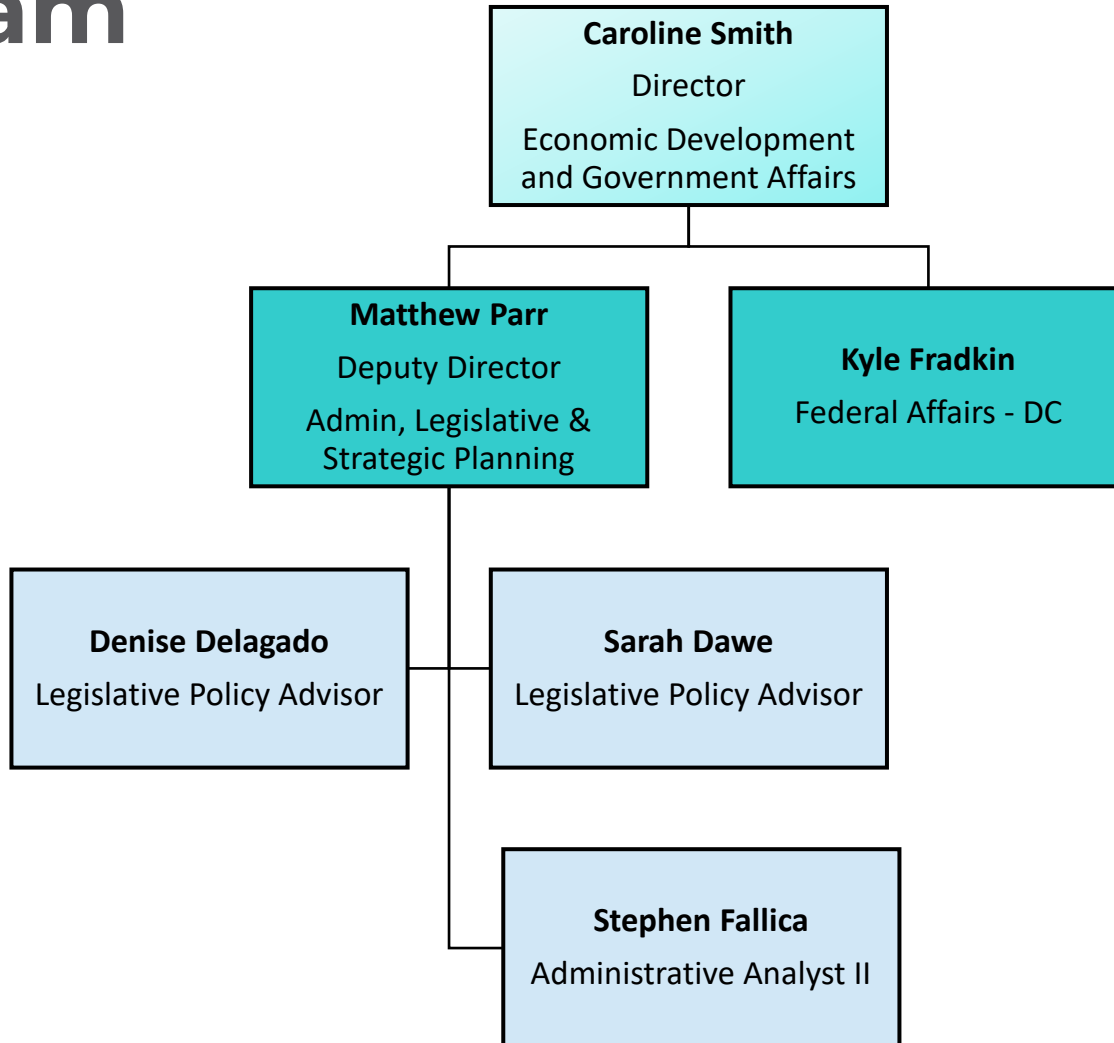 am
Caroline Smith
Director
Economic Development
and Government Affairs
Matthew Parr
Deputy Director
Admin, Legislative &
Strategic Planning
Kyle Fradkin
Federal Affairs - DC
Denise Delagado
Legislative Policy Advisor
Sarah Dawe
Legislative Policy Advisor
Stephen Fallica
Administrative Analyst II